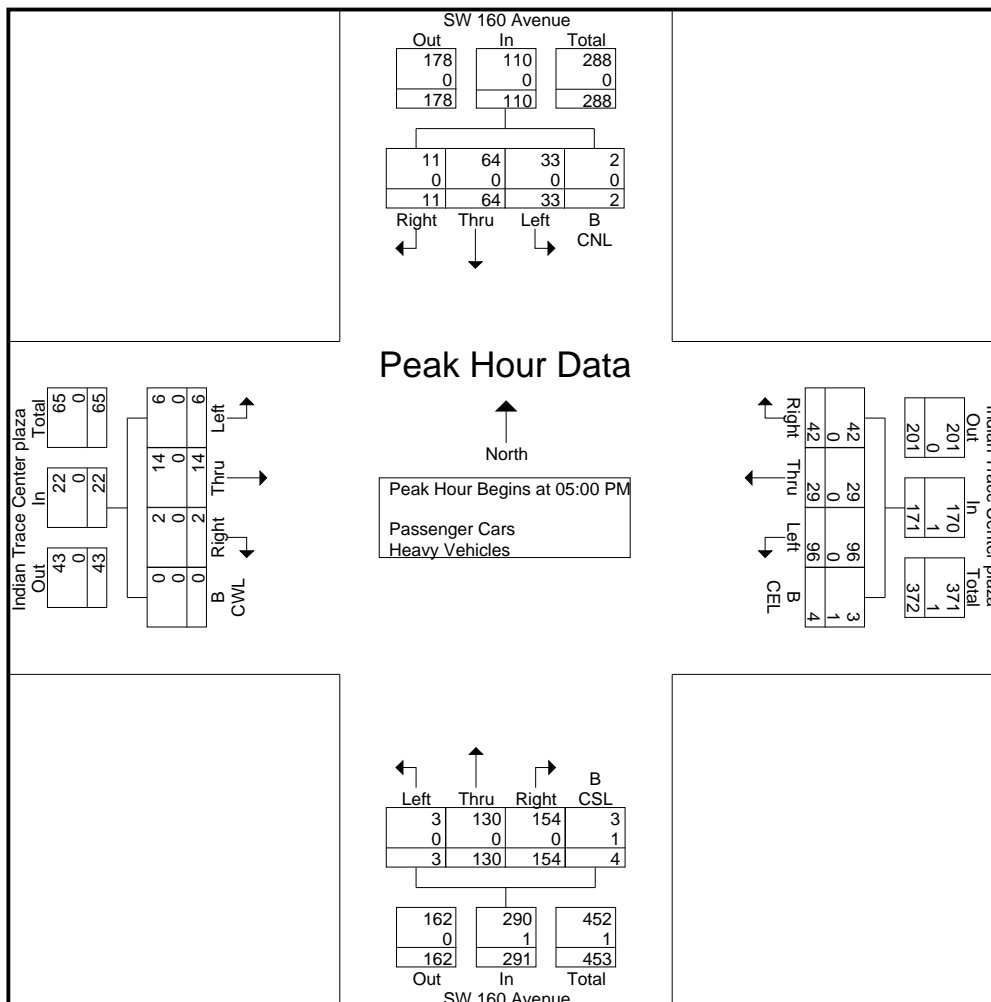 SW 160 Avenue
Out In Total
178 110 288
0 0 0
178 110 288
11 64 33 2
0 0 0 0
11 64 33 2
Right Thru Left B
CNL
Peak Hour Data
North
Peak Hour Begins at 05:00 PM
Passenger Cars
Heavy Vehicles
Indian Trace Center plaza
Out In Total
43 22 65
0 0 0
43 22 65
0 2 14 6
0 0 0 0
0 2 14 6
B Right Thru Left
CWL
Indian Trace Center plaza
Out In Total
201 170 371
0 1 1
201 171 372
42 29 96 3
0 0 0 1
42 29 96 4
Right Thru Left B
CEL
B
Left Thru Right CSL
3 130 154 3
0 0 0 1
3 130 154 4
162 290 452
0 1 1
162 291 453
Out In Total
SW 160 Avenue